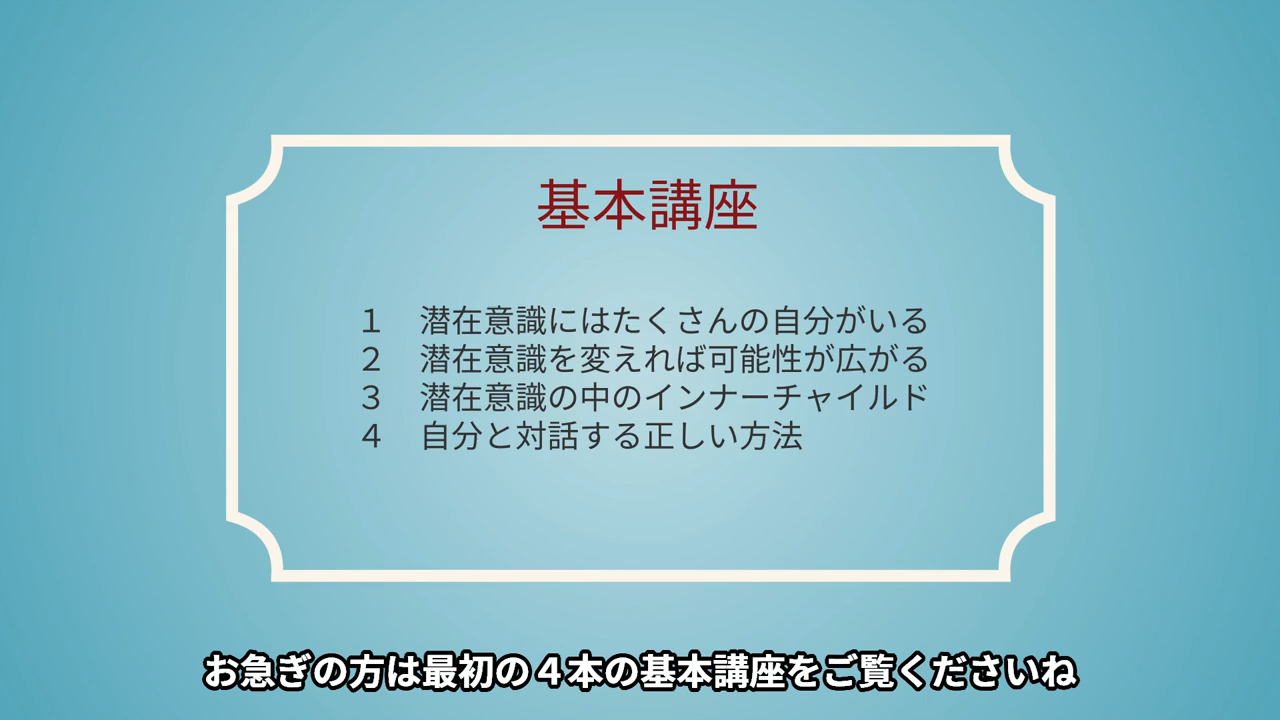 基本講座
１　潜在意識にはたくさんの自分がいる
２　潜在意識を変えれば可能性が広がる
３　潜在意識の中のインナーチャイルド
４　自分と対話する正しい方法
お急ぎの方は最初の４本の基本講座をご覧くださいね